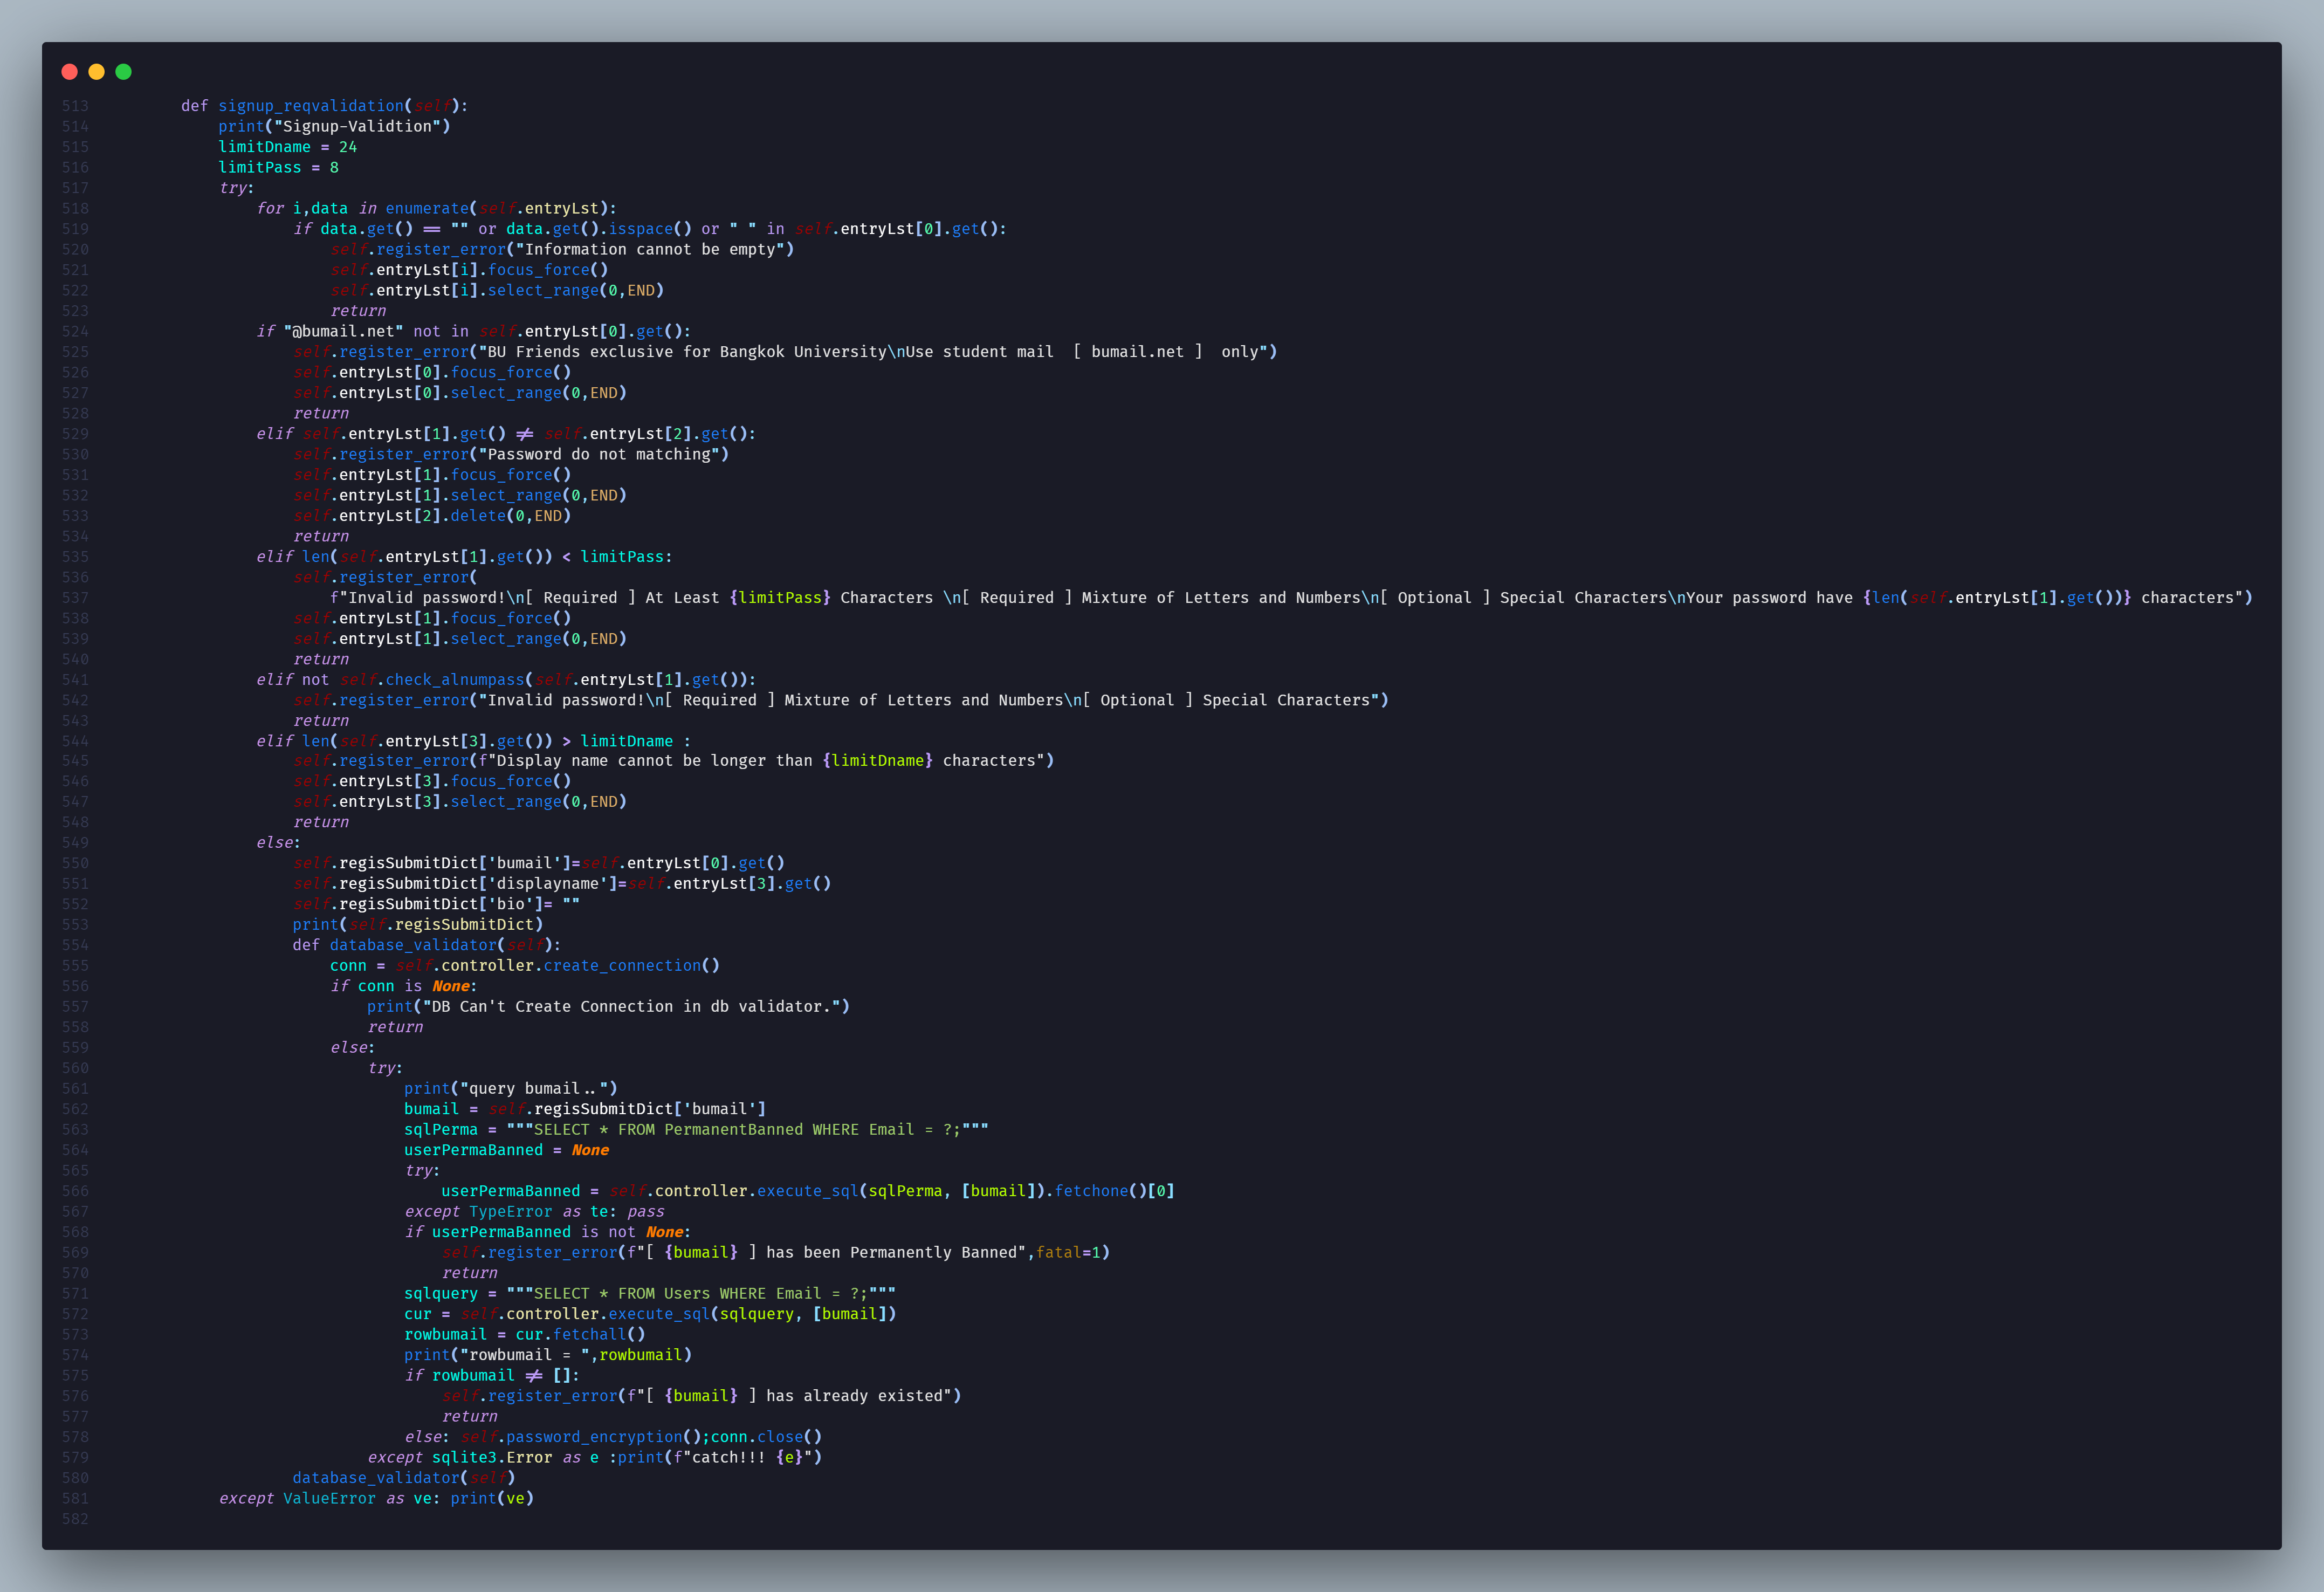 513 def signup_reqvalidation(self):
514 print("Signup-Validtion")
515 limitDname = 24
516 limitPass = 8
517 try:
518 for i,data in enumerate(self.entryLst):
519 if data.get() == "" or data.get().isspace() or " " in self.entryLst[0].get():
520 self.register_error("Information cannot be empty")
521 self.entryLst[i].focus_force()
522 self.entryLst[i].select_range(0,END)
523 return
524 if "@bumail.net" not in self.entryLst[0].get():
525 self.register_error("BU Friends exclusive for Bangkok University\nUse student mail  [ bumail.net ]  only")
526 self.entryLst[0].focus_force()
527 self.entryLst[0].select_range(0,END)
528 return
529 elif self.entryLst[1].get() != self.entryLst[2].get():
530 self.register_error("Password do not matching")
531 self.entryLst[1].focus_force()
532 self.entryLst[1].select_range(0,END)
533 self.entryLst[2].delete(0,END)
534 return
535 elif len(self.entryLst[1].get()) < limitPass:
536 self.register_error(
537 f"Invalid password!\n[ Required ] At Least {limitPass} Characters \n[ Required ] Mixture of Letters and Numbers\n[ Optional ] Special Characters\nYour password have {len(self.entryLst[1].get())} characters")
538 self.entryLst[1].focus_force()
539 self.entryLst[1].select_range(0,END)
540 return
541 elif not self.check_alnumpass(self.entryLst[1].get()):
542 self.register_error("Invalid password!\n[ Required ] Mixture of Letters and Numbers\n[ Optional ] Special Characters")
543 return
544 elif len(self.entryLst[3].get()) > limitDname :
545 self.register_error(f"Display name cannot be longer than {limitDname} characters")
546 self.entryLst[3].focus_force()
547 self.entryLst[3].select_range(0,END)
548 return
549 else:
550 self.regisSubmitDict['bumail']=self.entryLst[0].get()
551 self.regisSubmitDict['displayname']=self.entryLst[3].get()
552 self.regisSubmitDict['bio']= ""
553 print(self.regisSubmitDict)
554 def database_validator(self):
555 conn = self.controller.create_connection()
556 if conn is None:
557 print("DB Can't Create Connection in db validator.")
558 return
559 else:
560 try:
561 print("query bumail..")
562 bumail = self.regisSubmitDict['bumail']
563 sqlPerma = """SELECT * FROM PermanentBanned WHERE Email = ?;"""
564 userPermaBanned = None
565 try:
566 userPermaBanned = self.controller.execute_sql(sqlPerma, [bumail]).fetchone()[0]
567 except TypeError as te: pass
568 if userPermaBanned is not None:
569 self.register_error(f"[ {bumail} ] has been Permanently Banned",fatal=1)
570 return
571 sqlquery = """SELECT * FROM Users WHERE Email = ?;"""
572 cur = self.controller.execute_sql(sqlquery, [bumail])
573 rowbumail = cur.fetchall()
574 print("rowbumail = ",rowbumail)
575 if rowbumail != []:
576 self.register_error(f"[ {bumail} ] has already existed")
577 return
578 else: self.password_encryption();conn.close()
579 except sqlite3.Error as e :print(f"catch!!! {e}")
580 database_validator(self)
581 except ValueError as ve: print(ve)
582